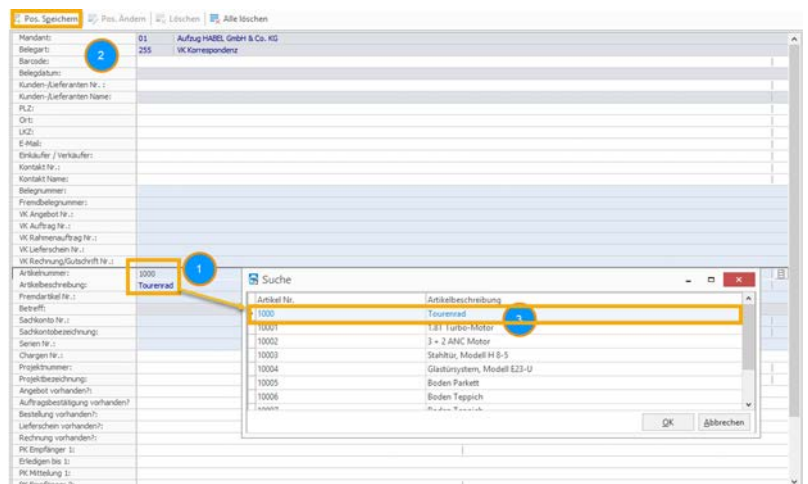 Pos. Speichern Pos. Ändern Löschen Alle löschen
Mandant: 01 Aufzug HABEL GmbH & Co. KG
Belegart: 255 VK Korrespondenz
2
Barcode:
Belegdatum:
Kunden-/Lieferanten Nr. :
Kunden-/Lieferanten Name:
PLZ:
Ort:
LKZ:
E-Mail:
Einkäufer / Verkäufer:
Kontakt Nr.:
Kontakt Name:
Belegnummer:
Fremdbelegnummer:
VK Angebot Nr.:
VK Auftrag Nr.:
VK Rahmenauftrag Nr.:
VK Lieferschein Nr.:
VK Rechnung/Gutschrift Nr.:
Artikelnummer: 1000
1
Artikelbeschreibung: Tourenrad
Fremdartikel Nr.:
Betreff:
Sachkonto Nr.:
Sachkontobezeichnung:
Serien Nr.:
Chargen Nr.:
Projektnummer:
Projektbezeichnung:
Angebot vorhanden?:
Auftragsbestätigung vorhanden?
Bestellung vorhanden?:
Lieferschein vorhanden?:
Rechnung vorhanden?:
PK Empfänger 1:
Erledigen bis 1:
PK Mitteilung 1:
Suche
Artikel Nr. Artikelbeschreibung
1000 Tourenrad
3
10001 1.8T Turbo-Motor
10002 3 + 2 ANC Motor
10003 Stahltür, Modell H 8-5
10004 Glastürsystem, Modell E23-U
10005 Boden Parkett
10006 Boden Teppich
OK Abbrechen